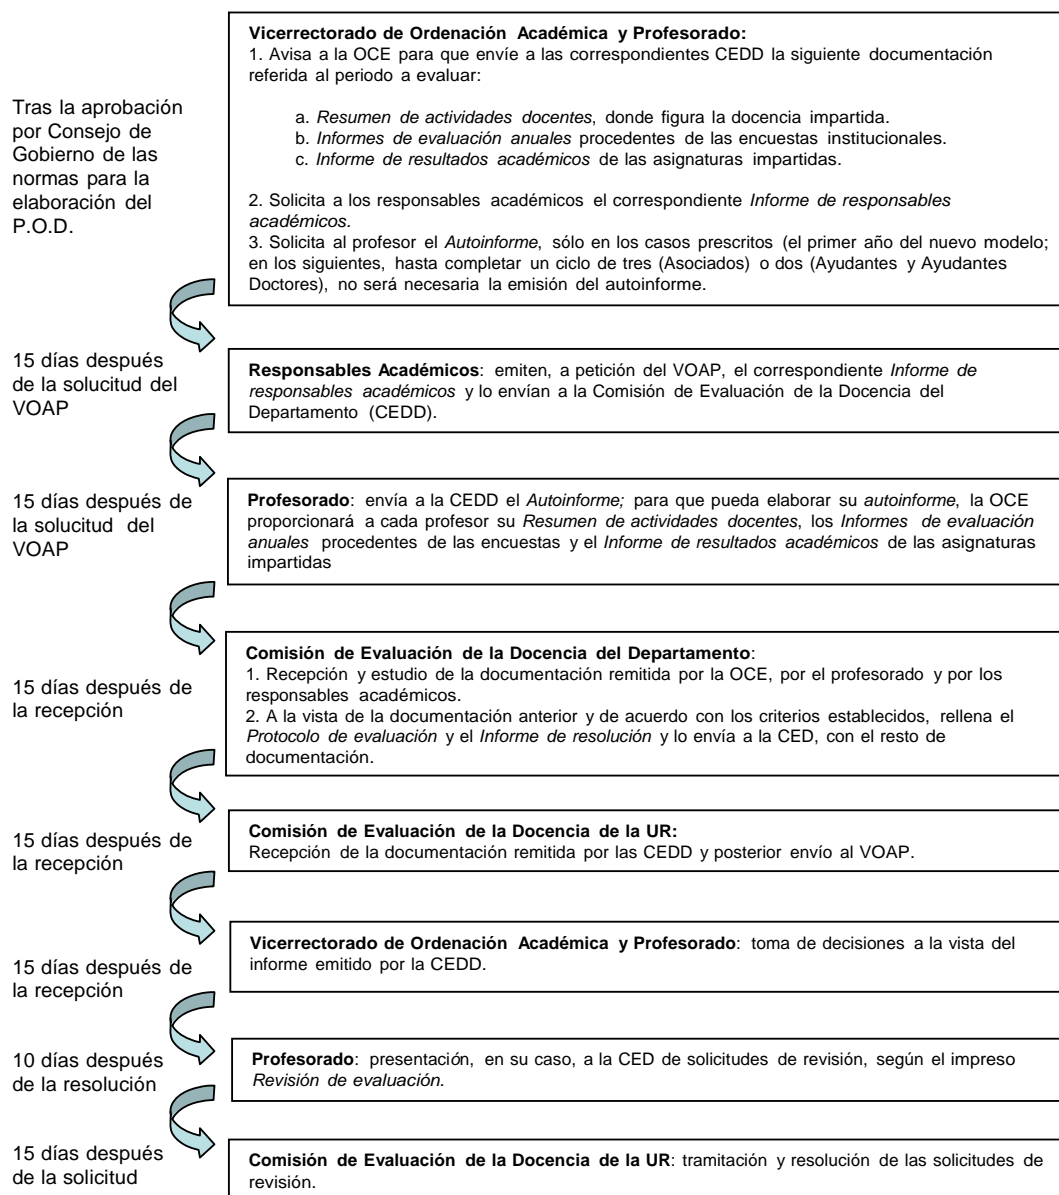 Tras la aprobación
por Consejo de
Gobierno de las
normas para la
elaboración del
P.O.D.
Vicerrectorado de Ordenación Académica y Profesorado:
1. Avisa a la OCE para que envíe a las correspondientes CEDD la siguiente documentación
referida al periodo a evaluar:
a. Resumen de actividades docentes, donde figura la docencia impartida.
b. Informes de evaluación anuales procedentes de las encuestas institucionales.
c. Informe de resultados académicos de las asignaturas impartidas.
2. Solicita a los responsables académicos el correspondiente Informe de responsables
académicos.
3. Solicita al profesor el Autoinforme, sólo en los casos prescritos (el primer año del nuevo modelo;
en los siguientes, hasta completar un ciclo de tres (Asociados) o dos (Ayudantes y Ayudantes
Doctores), no será necesaria la emisión del autoinforme.
15 días después
de la solucitud del
VOAP
Responsables Académicos: emiten, a petición del VOAP, el correspondiente Informe de
responsables académicos y lo envían a la Comisión de Evaluación de la Docencia del
Departamento (CEDD).
15 días después de
la solucitud del
VOAP
Profesorado: envía a la CEDD el Autoinforme; para que pueda elaborar su autoinforme, la OCE
proporcionará a cada profesor su Resumen de actividades docentes, los Informes de evaluación
anuales procedentes de las encuestas y el Informe de resultados académicos de las asignaturas
impartidas
15 días después de
la recepción
Comisión de Evaluación de la Docencia del Departamento:
1. Recepción y estudio de la documentación remitida por la OCE, por el profesorado y por los
responsables académicos.
2. A la vista de la documentación anterior y de acuerdo con los criterios establecidos, rellena el
Protocolo de evaluación y el Informe de resolución y lo envía a la CED, con el resto de
documentación.
15 días después de
la recepción
Comisión de Evaluación de la Docencia de la UR:
Recepción de la documentación remitida por las CEDD y posterior envío al VOAP.
15 días después de
la recepción
Vicerrectorado de Ordenación Académica y Profesorado: toma de decisiones a la vista del
informe emitido por la CEDD.
10 días después
de la resolución
Profesorado: presentación, en su caso, a la CED de solicitudes de revisión, según el impreso
Revisión de evaluación.
15 días después
de la solicitud
Comisión de Evaluación de la Docencia de la UR: tramitación y resolución de las solicitudes de
revisión.